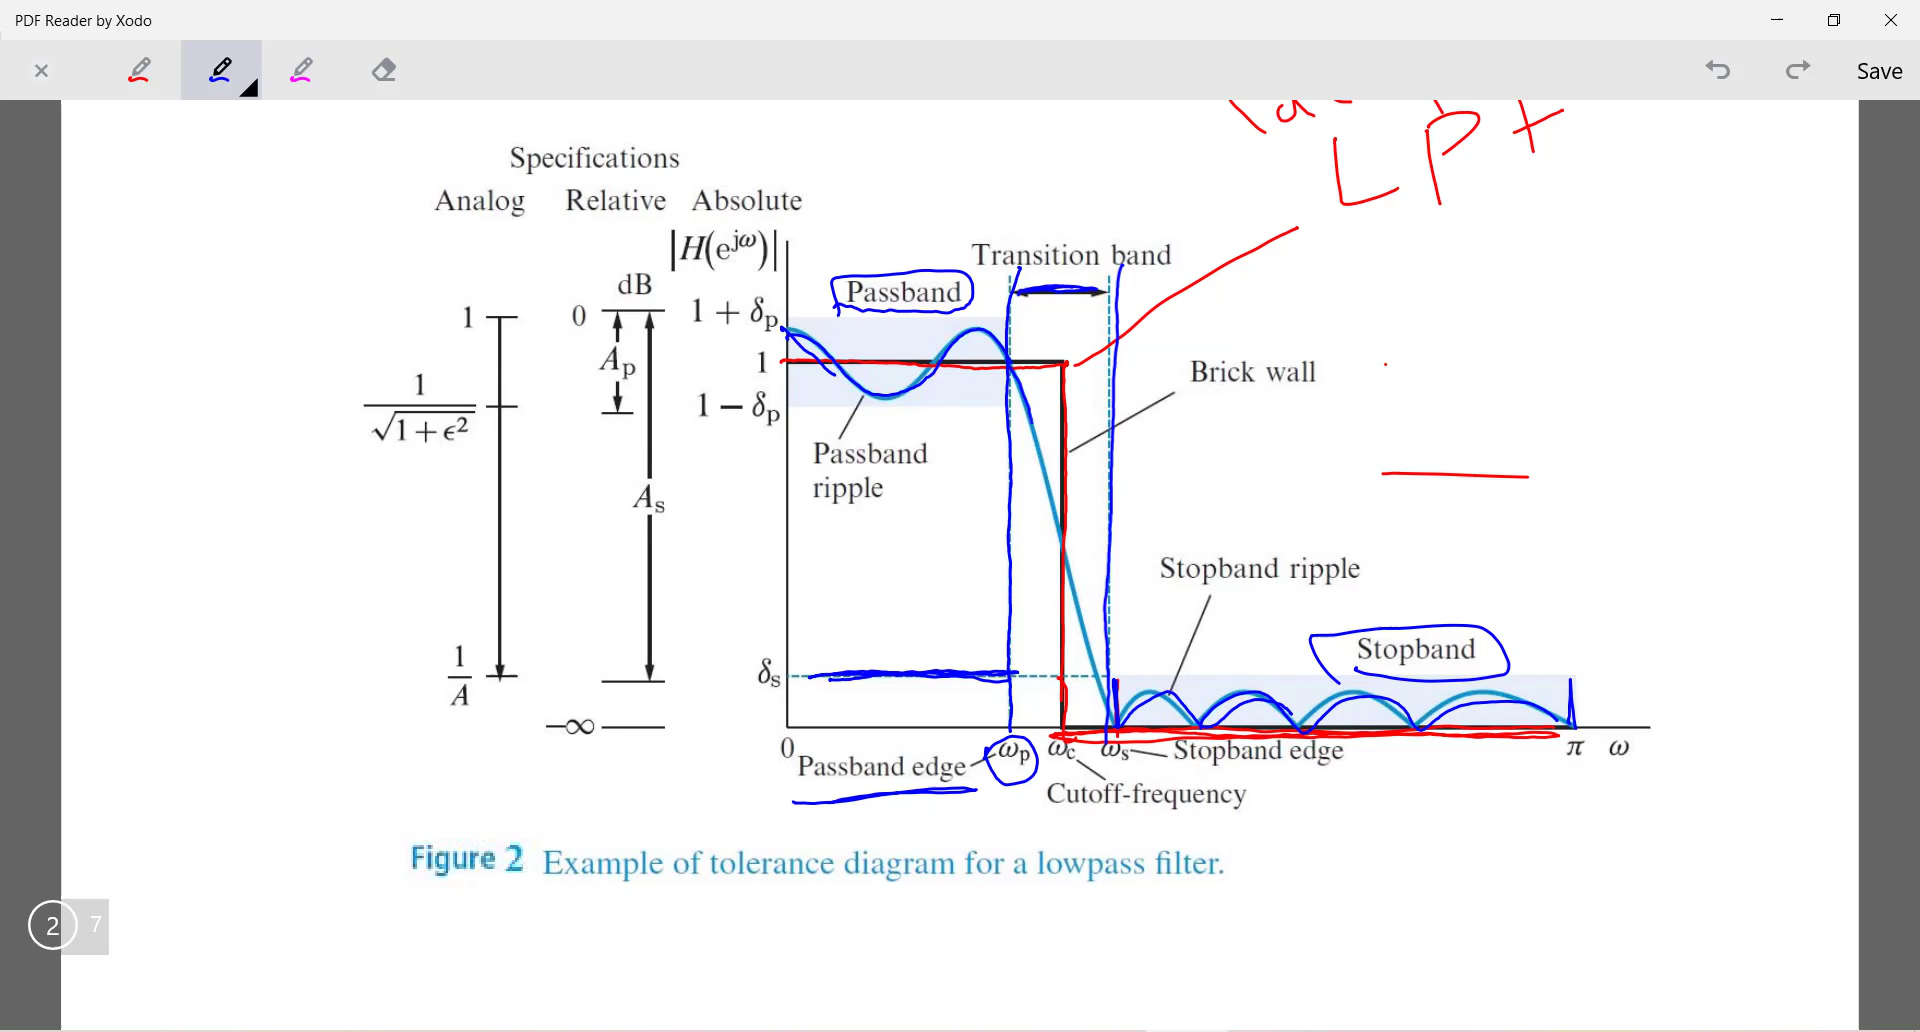 PDF Reader by Xodo
Save
LPF
Specifications
Analog Relative Absolute
|H(e^jω)|
Transition band
dB
Passband
1 0 1 + δp
Ap
1
Brick wall
1/√1+ϵ² 1 − δp
Passband
ripple
As
Stopband ripple
Stopband
1/A δs
−∞
0 ωp ωc ωs Stopband edge π ω
Passband edge
Cutoff-frequency
Figure 2 Example of tolerance diagram for a lowpass filter.
2 7